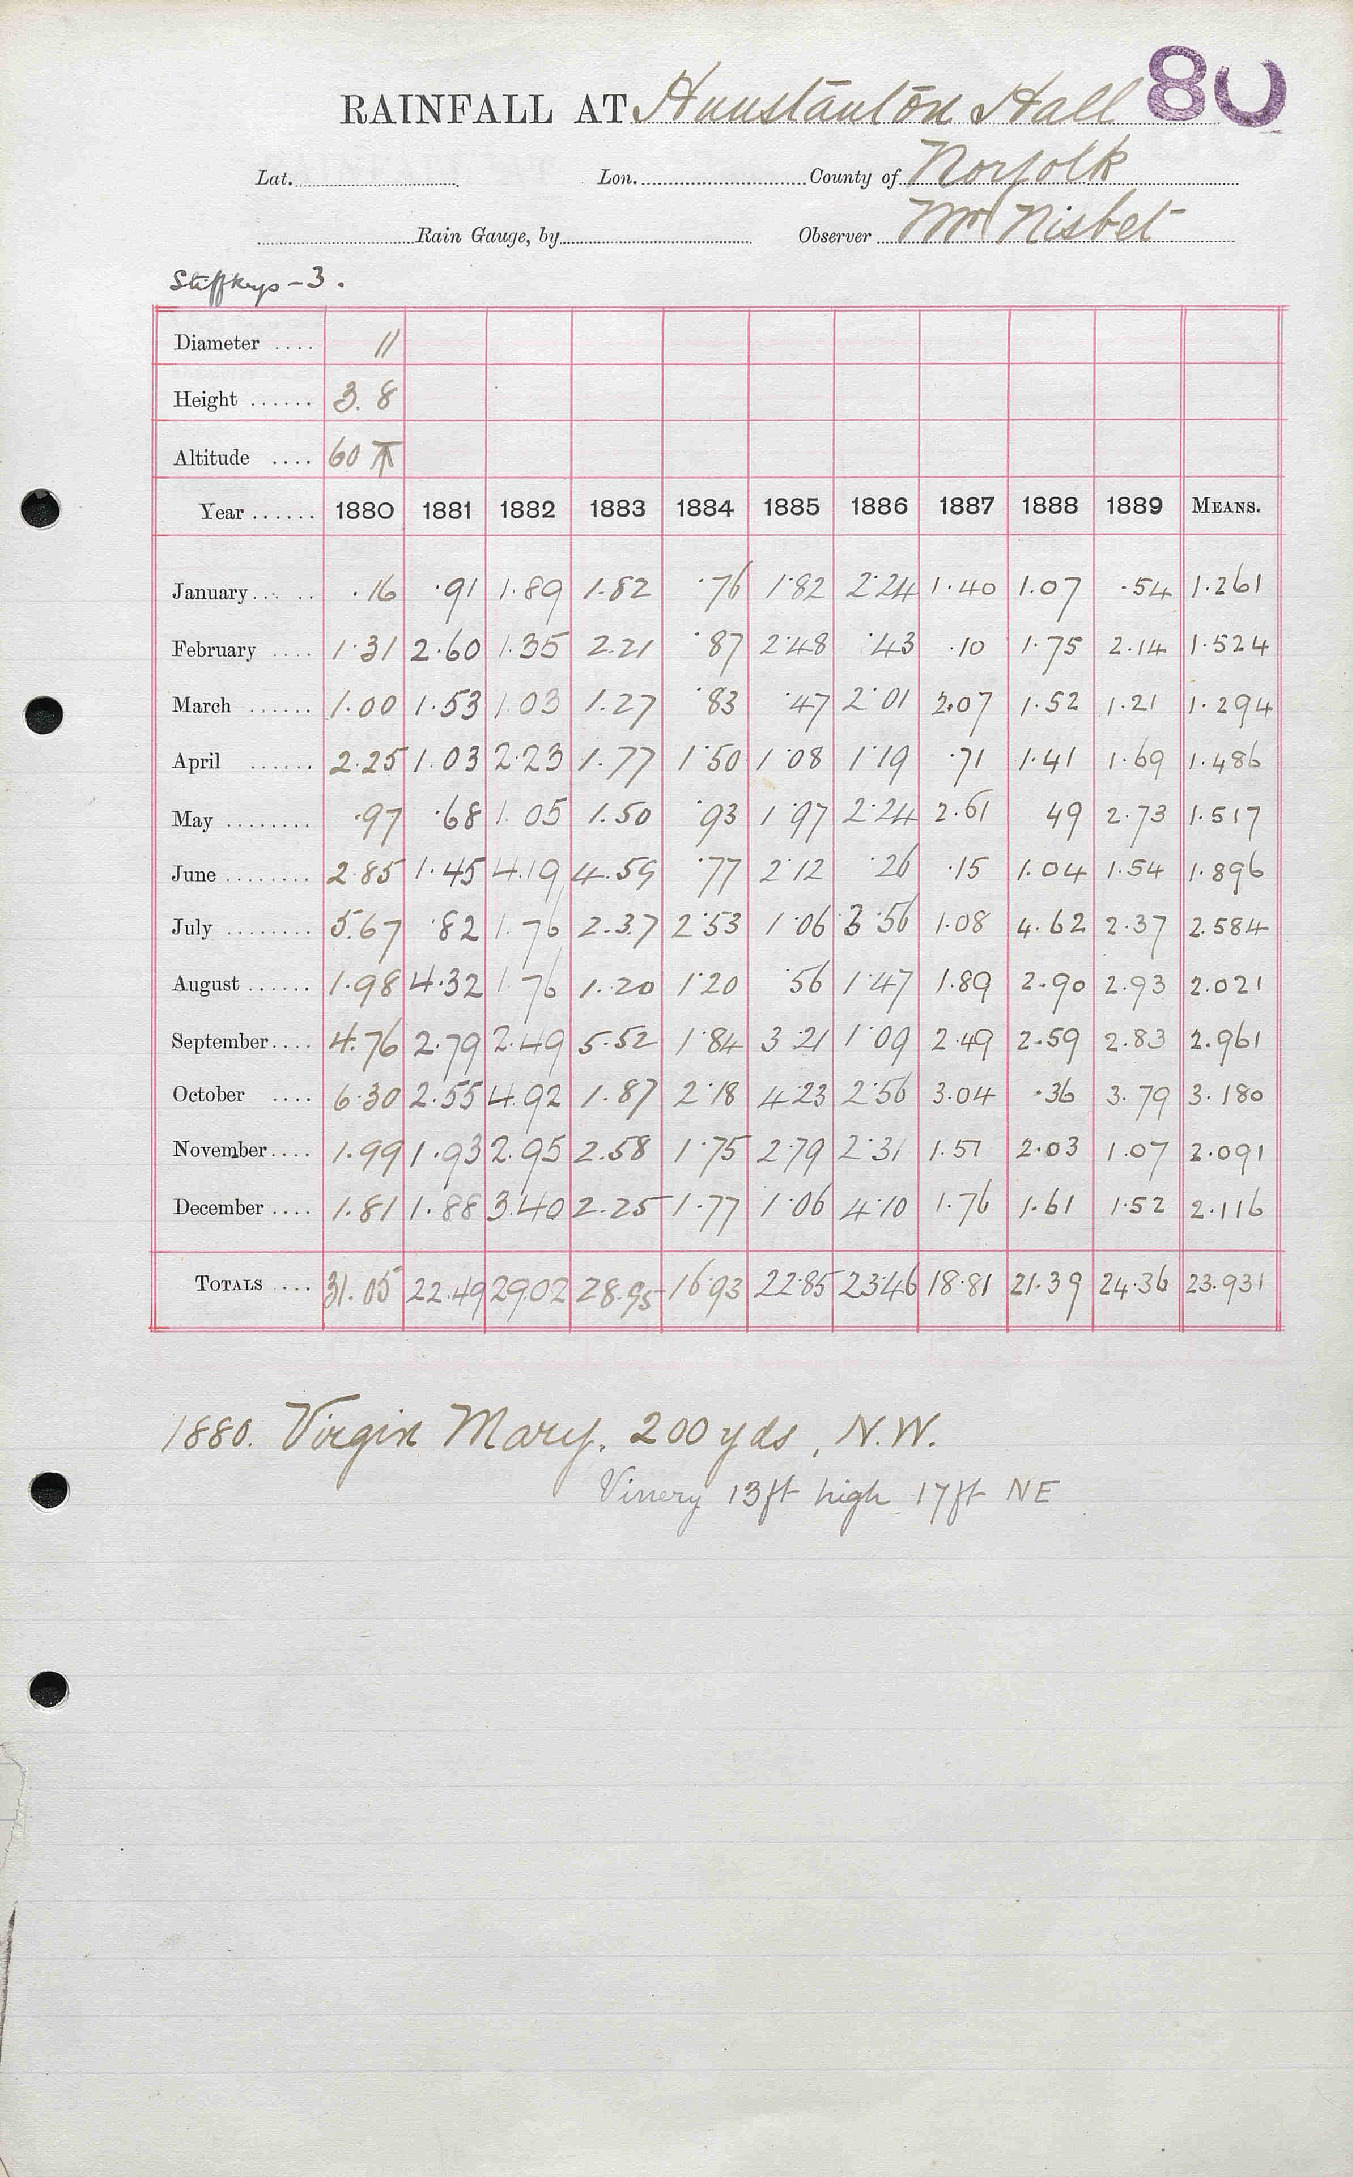 80
RAINFALL AT Hunstanton Hall
Lat. Lon. County of Norfolk
Rain Gauge, by Observer Mr Nisbet
Stiffkeys - 3.
Diameter .... 11
Height ...... 3. 8
Altitude .... 60
Year ...... 1880 1881 1882 1883 1884 1885 1886 1887 1888 1889 MEANS.
January .... .16 .91 1.89 1.82 .76 1.82 2.24 1.40 1.07 .54 1.261
February .... 1.31 2.60 1.35 2.21 .87 2.48 .43 .10 1.75 2.14 1.524
March ...... 1.00 1.53 1.03 1.27 .83 .47 2.01 2.07 1.52 1.21 1.294
April ...... 2.25 1.03 2.23 1.77 1.50 1.08 1.19 .71 1.41 1.69 1.486
May ........ .97 .68 1.05 1.50 .93 1.97 2.24 2.61 49 2.73 1.517
June ........ 2.85 1.45 4.19 4.59 .77 2.12 .26 .15 1.04 1.54 1.896
July ........ 5.67 .82 1.76 2.37 2.53 1.06 3.56 1.08 4.62 2.37 2.584
August ...... 1.98 4.32 1.76 1.20 1.20 .56 1.47 1.89 2.90 2.93 2.021
September .... 4.76 2.79 2.49 5.52 1.84 3.21 1.09 2.49 2.59 2.83 2.961
October .... 6.30 2.55 4.92 1.87 2.18 4.23 2.56 3.04 .36 3.79 3.180
November .... 1.99 1.93 2.95 2.58 1.75 2.79 2.31 1.51 2.03 1.07 2.091
December .... 1.81 1.88 3.40 2.25 1.77 1.06 4.10 1.76 1.61 1.52 2.116
TOTALS .... 31.05 22.49 29.02 28.95 16.93 22.85 23.46 18.81 21.39 24.36 23.931
1880. Virgin Mary. 200 yds, N.W.
Vinery 13ft high 17ft NE